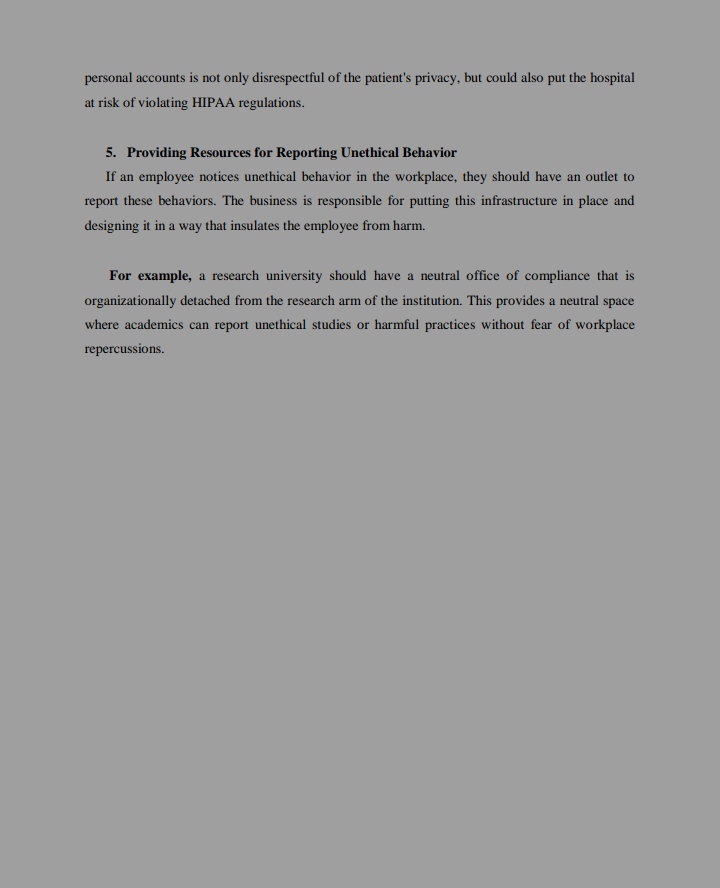 personal accounts is not only disrespectful of the patient's privacy, but could also put the hospital
at risk of violating HIPAA regulations.
5. Providing Resources for Reporting Unethical Behavior
If an employee notices unethical behavior in the workplace, they should have an outlet to
report these behaviors. The business is responsible for putting this infrastructure in place and
designing it in a way that insulates the employee from harm.
For example, a research university should have a neutral office of compliance that is
organizationally detached from the research arm of the institution. This provides a neutral space
where academics can report unethical studies or harmful practices without fear of workplace
repercussions.